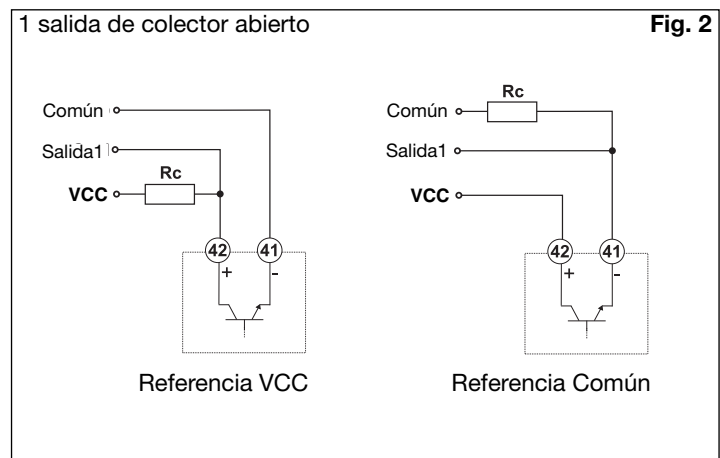 1 salida de colector abierto Fig. 2
Común
Salida1
Rc
VCC
42 41
+ -
Referencia VCC
Rc
Común
Salida1
VCC
42 41
+ -
Referencia Común